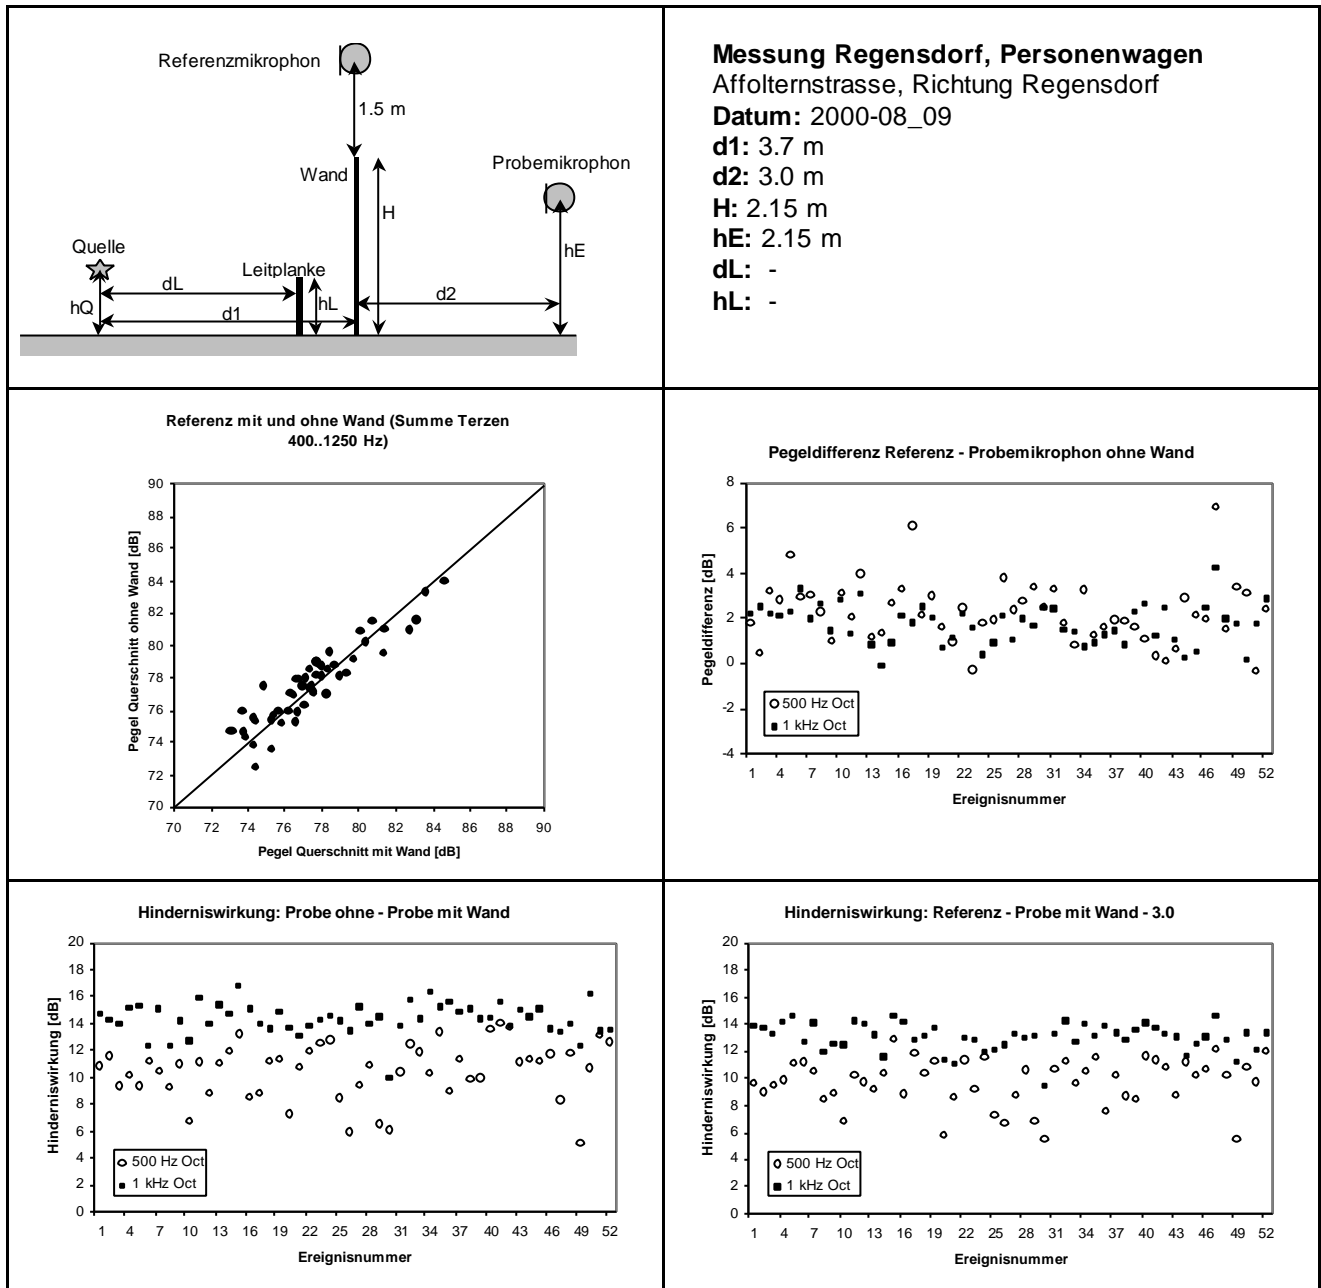 Referenzmikrophon
1.5 m
Wand
Probemikrophon
H
hE
Quelle
Leitplanke
dL
hL
d2
hQ
d1
Messung Regensdorf, Personenwagen
Affolternstrasse, Richtung Regensdorf
Datum: 2000-08_09
d1: 3.7 m
d2: 3.0 m
H: 2.15 m
hE: 2.15 m
dL: -
hL: -
Referenz mit und ohne Wand (Summe Terzen
400..1250 Hz)
Pegel Querschnitt ohne Wand [dB]
90
88
86
84
82
80
78
76
74
72
70
70 72 74 76 78 80 82 84 86 88 90
Pegel Querschnitt mit Wand [dB]
Pegeldifferenz Referenz - Probemikrophon ohne Wand
Pegeldifferenz [dB]
8
6
4
2
0
-2
-4
500 Hz Oct
1 kHz Oct
1 4 7 10 13 16 19 22 25 28 31 34 37 40 43 46 49 52
Ereignisnummer
Hinderniswirkung: Probe ohne - Probe mit Wand
Hinderniswirkung [dB]
20
18
16
14
12
10
8
6
4
2
0
500 Hz Oct
1 kHz Oct
1 4 7 10 13 16 19 22 25 28 31 34 37 40 43 46 49 52
Ereignisnummer
Hinderniswirkung: Referenz - Probe mit Wand - 3.0
Hinderniswirkung [dB]
20
18
16
14
12
10
8
6
4
2
0
500 Hz Oct
1 kHz Oct
1 4 7 10 13 16 19 22 25 28 31 34 37 40 43 46 49 52
Ereignisnummer